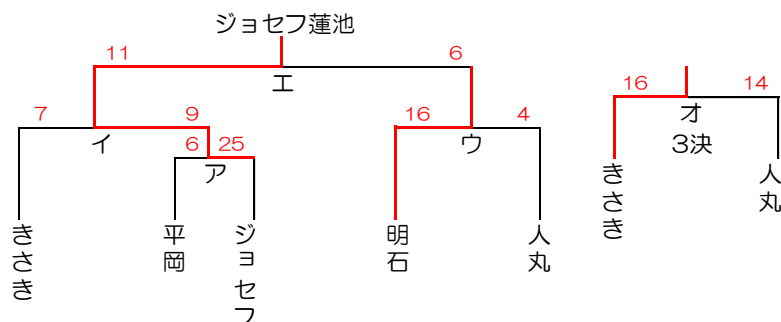 ジョセフ蓮池
11
6
エ
16
14
オ
3決
7
9
16
4
イ
ウ
6
25
ア
きさき
平岡
ジョセフ
明石
人丸
きさき
人丸